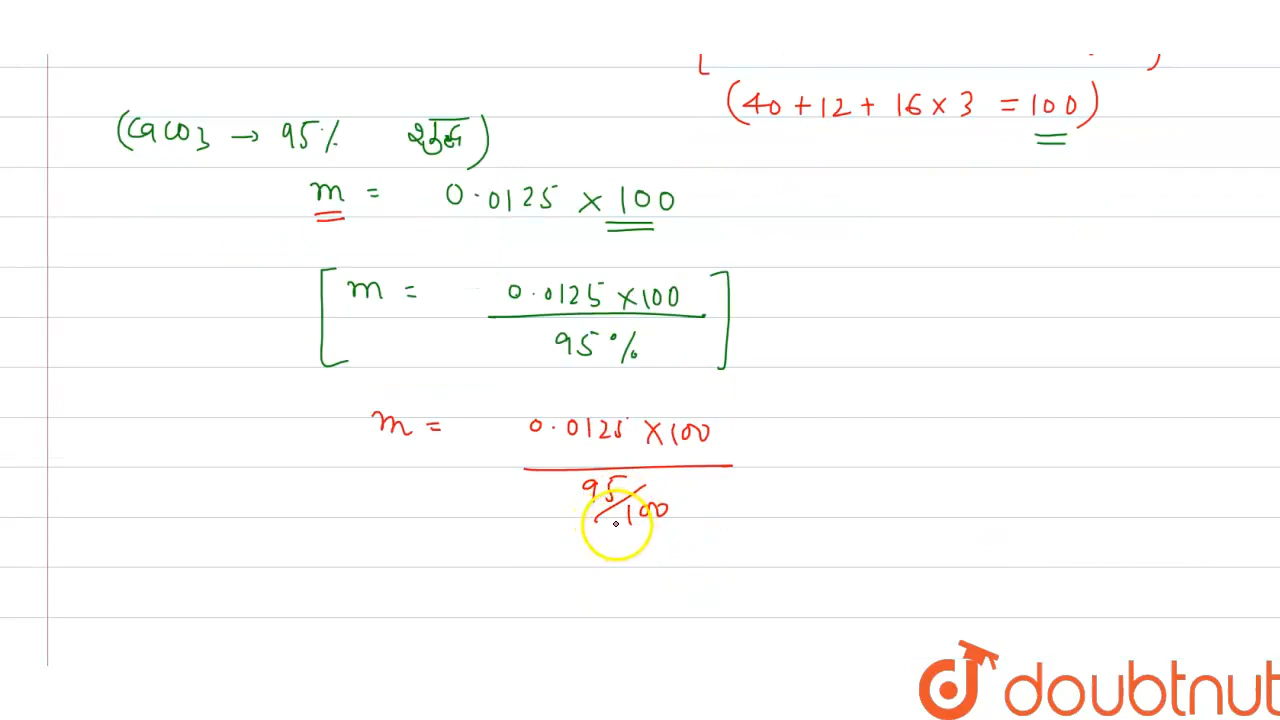 (40 + 12 + 16 × 3 = 100)
(CaCO3 → 95%
m = 0.0125 × 100
[m = 0.0125 × 100
95%]
m = 0.0125 × 100
95/100
doubtnut